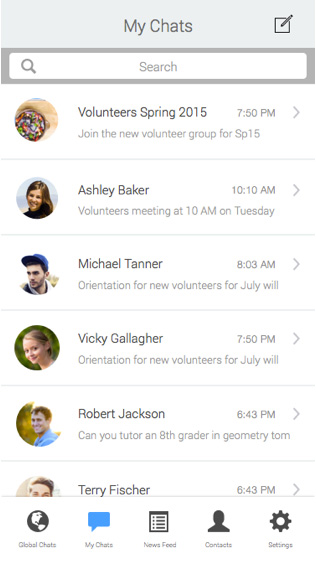 My Chats
Search
Volunteers Spring 2015 7:50 PM
Join the new volunteer group for Sp15
Ashley Baker 10:10 AM
Volunteers meeting at 10 AM on Tuesday
Michael Tanner 8:03 AM
Orientation for new volunteers for July will
Vicky Gallagher 7:50 PM
Orientation for new volunteers for July will
Robert Jackson 6:43 PM
Can you tutor an 8th grader in geometry tom
Terry Fischer 6:43 PM
Global Chats My Chats News Feed Contacts Settings